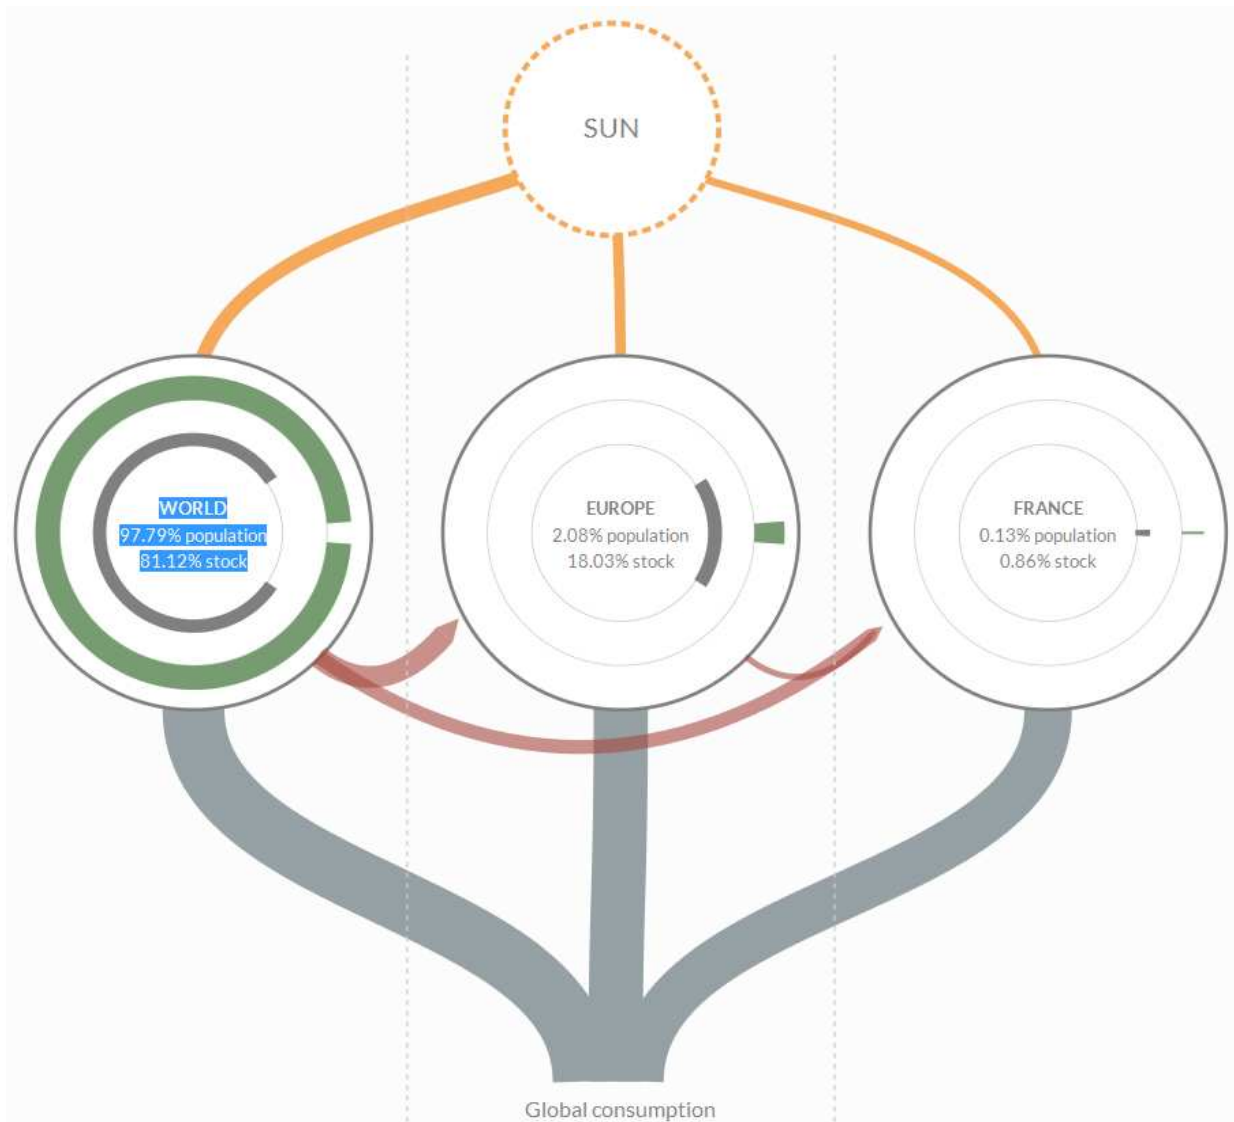 SUN
WORLD
97.79% population
81.12% stock
EUROPE
2.08% population
18.03% stock
FRANCE
0.13% population
0.86% stock
Global consumption